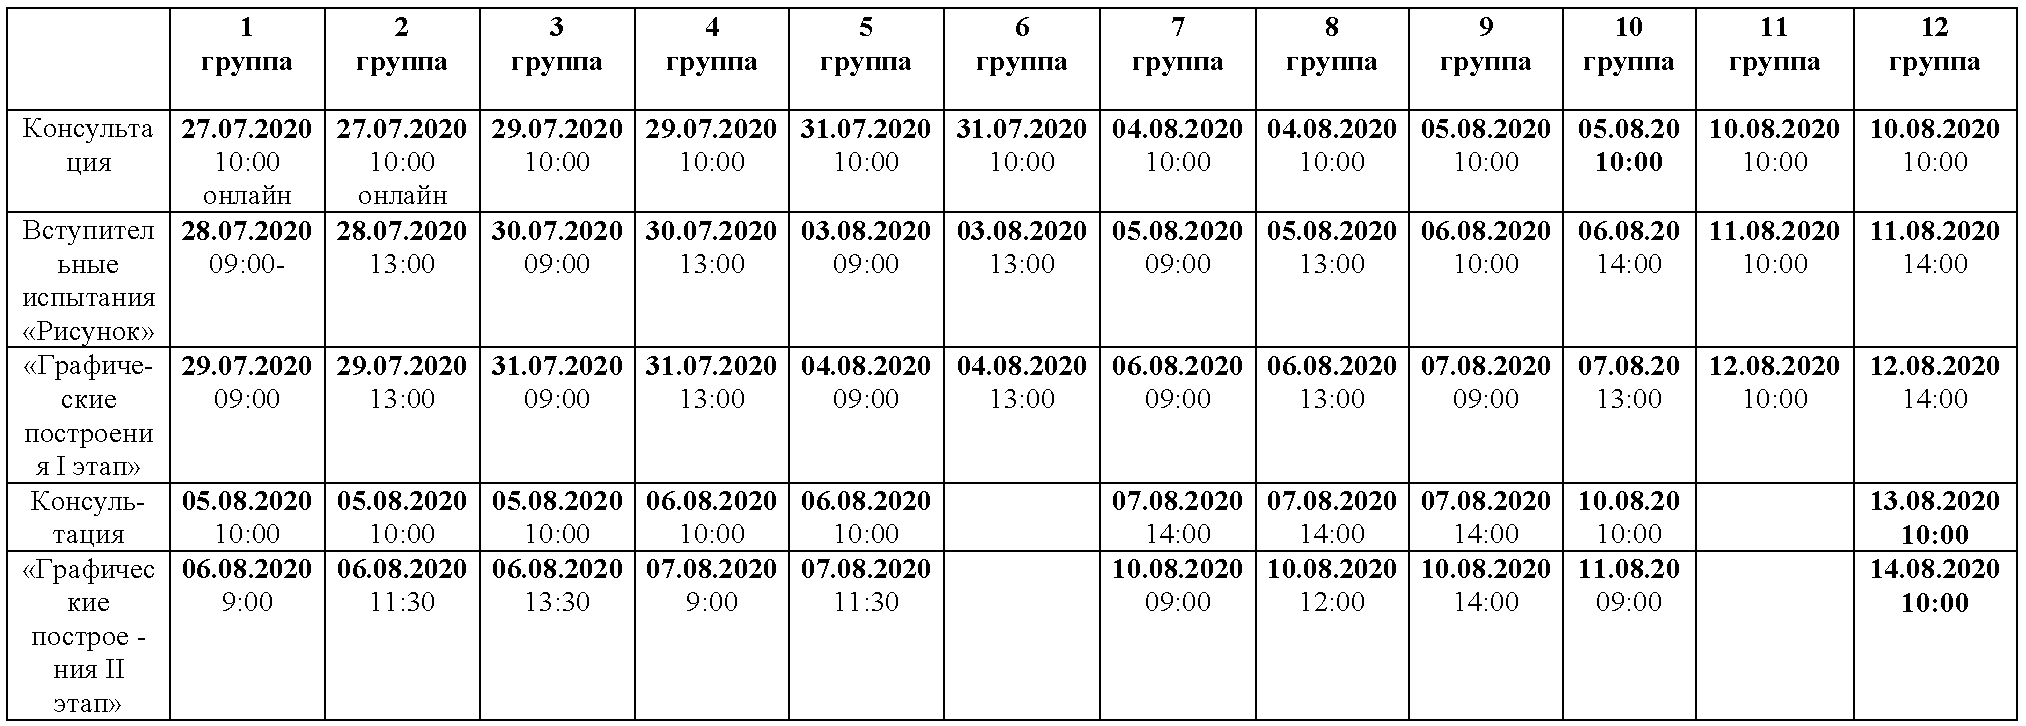 1 2 3 4 5 6 7 8 9 10 11 12
группа группа группа группа группа группа группа группа группа группа группа группа
Консульта 27.07.2020 27.07.2020 29.07.2020 29.07.2020 31.07.2020 31.07.2020 04.08.2020 04.08.2020 05.08.2020 05.08.20 10.08.2020 10.08.2020
ция 10:00 10:00 10:00 10:00 10:00 10:00 10:00 10:00 10:00 10:00 10:00 10:00
онлайн онлайн
Вступител 28.07.2020 28.07.2020 30.07.2020 30.07.2020 03.08.2020 03.08.2020 05.08.2020 05.08.2020 06.08.2020 06.08.20 11.08.2020 11.08.2020
ьные 09:00- 13:00 09:00 13:00 09:00 13:00 09:00 13:00 10:00 14:00 10:00 14:00
испытания
«Рисунок»
«Графиче- 29.07.2020 29.07.2020 31.07.2020 31.07.2020 04.08.2020 04.08.2020 06.08.2020 06.08.2020 07.08.2020 07.08.20 12.08.2020 12.08.2020
ские 09:00 13:00 09:00 13:00 09:00 13:00 09:00 13:00 09:00 13:00 10:00 14:00
построени
я I этап»
Консуль- 05.08.2020 05.08.2020 05.08.2020 06.08.2020 06.08.2020 07.08.2020 07.08.2020 07.08.2020 10.08.20 13.08.2020
тация 10:00 10:00 10:00 10:00 10:00 14:00 14:00 14:00 10:00 10:00
«Графичес 06.08.2020 06.08.2020 06.08.2020 07.08.2020 07.08.2020 10.08.2020 10.08.2020 10.08.2020 11.08.20 14.08.2020
кие 9:00 11:30 13:30 9:00 11:30 09:00 12:00 14:00 09:00 10:00
построе -
ния II
этап»